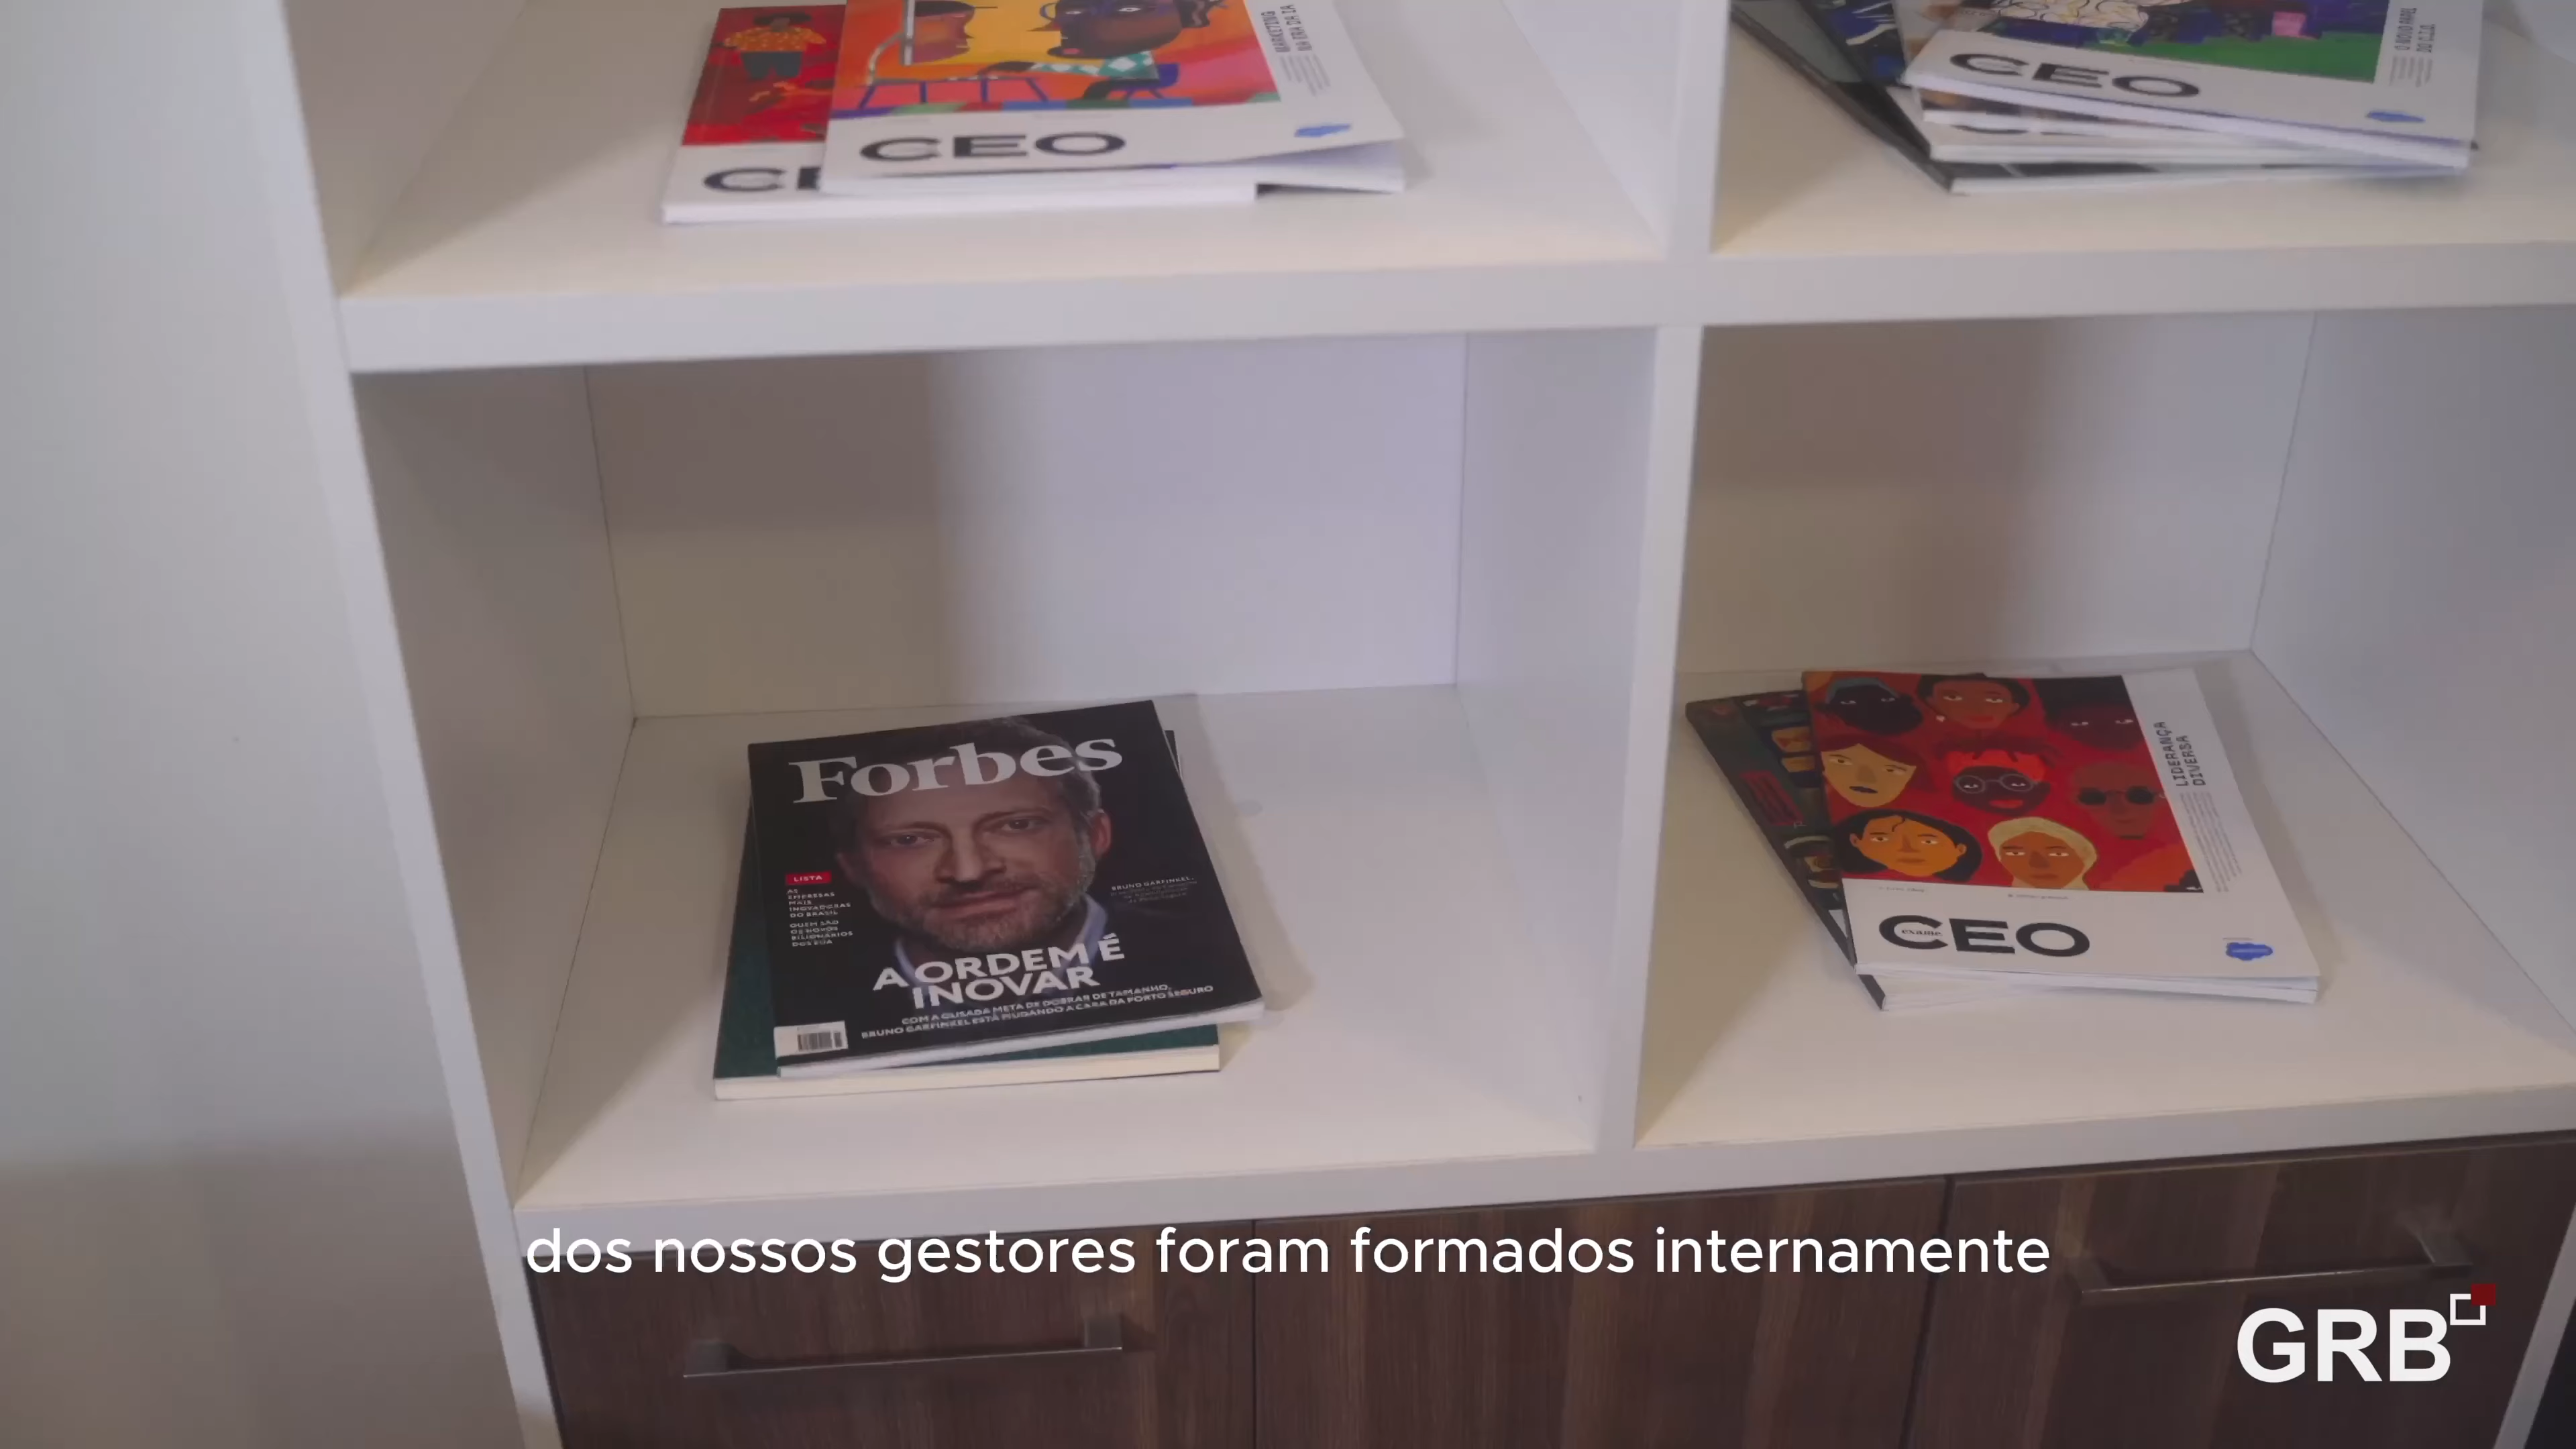 MARKETING
NA ERA DA IA
CEO
CE
O NOVO PAPEL
DO C.I.O.
CEO
Forbes
LISTA
AS
EMPRESAS
MAIS
INOVADORAS
DO BRASIL
QUEM SÃO
OS NOVOS
BILIONÁRIOS
DOS EUA
BRUNO GARFINKEL,
A ORDEM É
INOVAR
COM A OUSADA META DE DOBRAR DE TAMANHO,
BRUNO GARFINKEL ESTÁ MUDANDO A CARA DA PORTO SEGURO
LIDERANÇA
DIVERSA
exame.
CEO
dos nossos gestores foram formados internamente
GRB